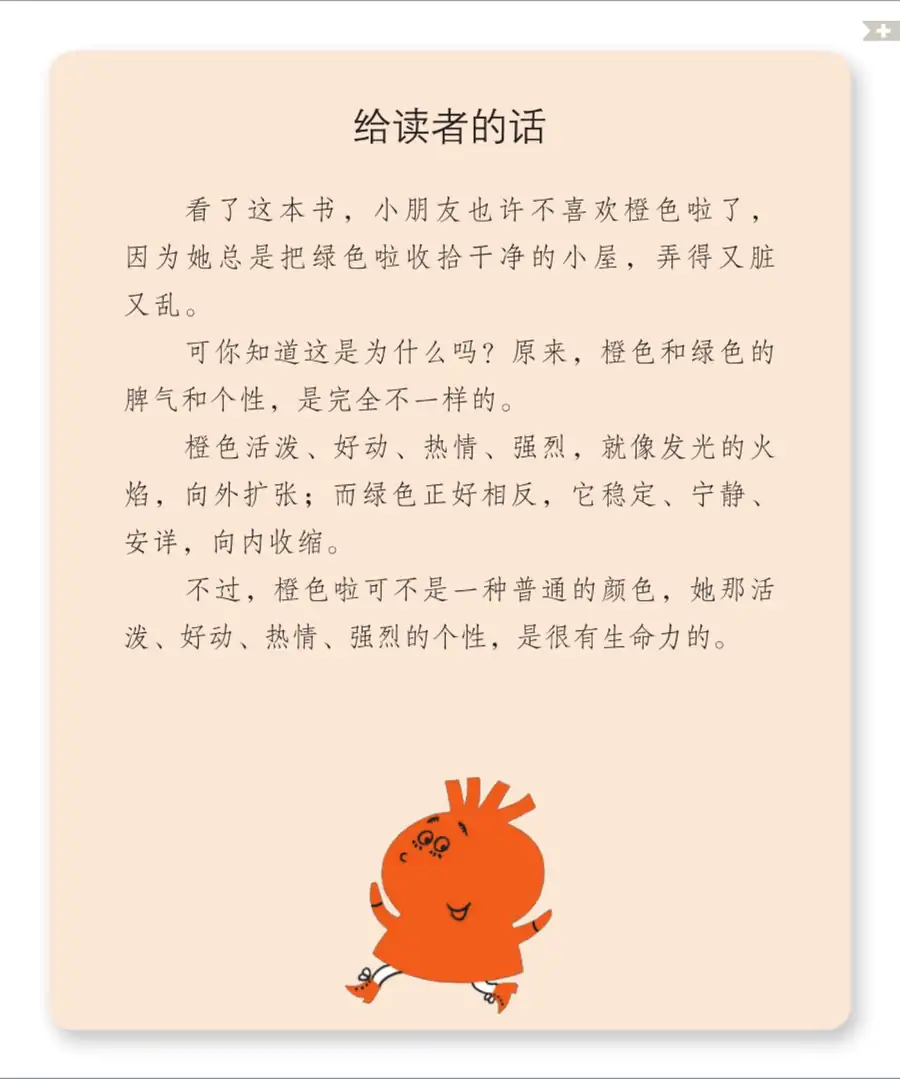 给读者的话
看了这本书，小朋友也许不喜欢橙色啦了，
因为她总是把绿色啦收拾干净的小屋，弄得又脏
又乱。
可你知道这是为什么吗？原来，橙色和绿色的
脾气和个性，是完全不一样的。
橙色活泼、好动、热情、强烈，就像发光的火
焰，向外扩张；而绿色正好相反，它稳定、宁静、
安详，向内收缩。
不过，橙色啦可不是一种普通的颜色，她那活
泼、好动、热情、强烈的个性，是很有生命力的。